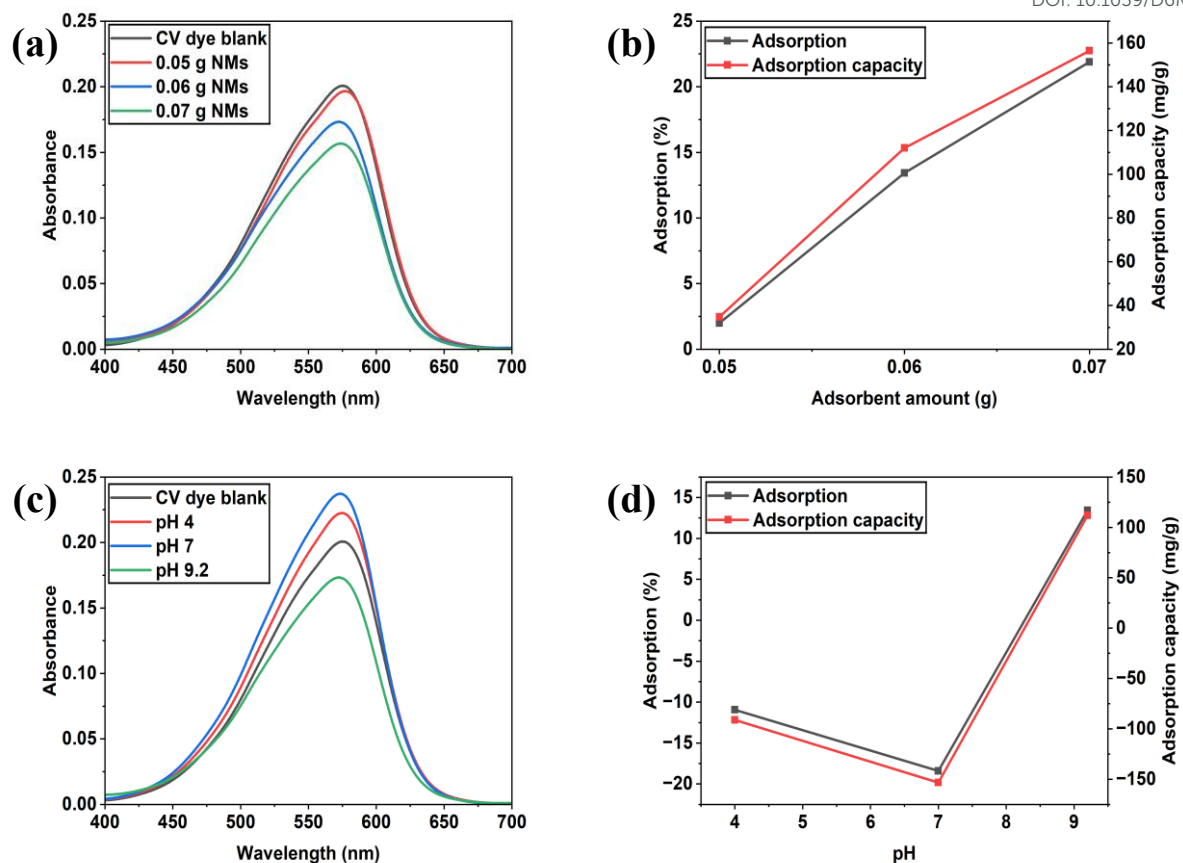 DOI: 10.1039/D6
(a)
CV dye blank
0.05 g NMs
0.06 g NMs
0.07 g NMs
0.25
0.20
0.15
0.10
0.05
0.00
Absorbance
400 450 500 550 600 650 700
Wavelength (nm)
(b)
Adsorption
Adsorption capacity
25
20
15
10
5
0
Adsorption (%)
160
140
120
100
80
60
40
20
Adsorption capacity (mg/g)
0.05 0.06 0.07
Adsorbent amount (g)
(c)
CV dye blank
pH 4
pH 7
pH 9.2
0.25
0.20
0.15
0.10
0.05
0.00
Absorbance
400 450 500 550 600 650 700
Wavelength (nm)
(d)
Adsorption
Adsorption capacity
15
10
5
0
−5
−10
−15
−20
Adsorption (%)
150
100
50
0
−50
−100
−150
Adsorption capacity (mg/g)
4 5 6 7 8 9
pH